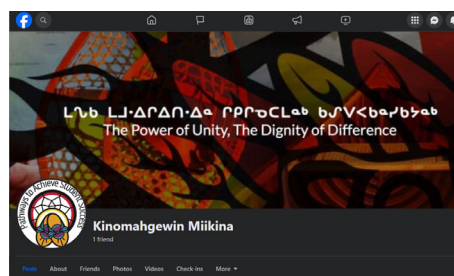 The Power of Unity, The Dignity of Difference
Pathways to Achieve Student Success
Kinomahgewin Miikina
1 friend
Posts About Friends Photos Videos Check-ins More